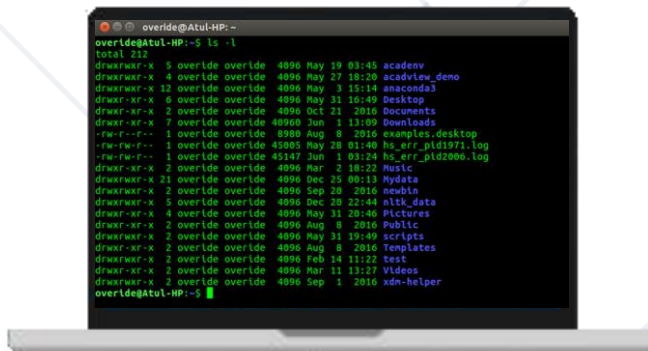 overide@Atul-HP: ~
overide@Atul-HP:~$ ls -l
total 212
drwxrwxr-x 5 overide overide 4096 May 19 03:45 acadenv
drwxrwxr-x 4 overide overide 4096 May 27 18:20 acadview_demo
drwxrwxr-x 12 overide overide 4096 May 3 15:14 anaconda3
drwxr-xr-x 6 overide overide 4096 May 31 16:49 Desktop
drwxr-xr-x 2 overide overide 4096 Oct 21 2016 Documents
drwxr-xr-x 7 overide overide 40960 Jun 1 13:09 Downloads
-rw-r--r-- 1 overide overide 8980 Aug 8 2016 examples.desktop
-rw-rw-r-- 1 overide overide 45005 May 28 01:40 hs_err_pid1971.log
-rw-rw-r-- 1 overide overide 45147 Jun 1 03:24 hs_err_pid2006.log
drwxr-xr-x 2 overide overide 4096 Mar 2 18:22 Music
drwxrwxr-x 21 overide overide 4096 Dec 25 00:13 Mydata
drwxrwxr-x 2 overide overide 4096 Sep 20 2016 newbin
drwxrwxr-x 5 overide overide 4096 Dec 20 22:44 nltk_data
drwxr-xr-x 4 overide overide 4096 May 31 20:46 Pictures
drwxr-xr-x 2 overide overide 4096 Aug 8 2016 Public
drwxrwxr-x 2 overide overide 4096 May 31 19:49 scripts
drwxr-xr-x 2 overide overide 4096 Aug 8 2016 Templates
drwxrwxr-x 2 overide overide 4096 Feb 14 11:22 test
drwxr-xr-x 2 overide overide 4096 Mar 11 13:27 Videos
drwxrwxr-x 2 overide overide 4096 Sep 1 2016 xdm-helper
overide@Atul-HP:~$